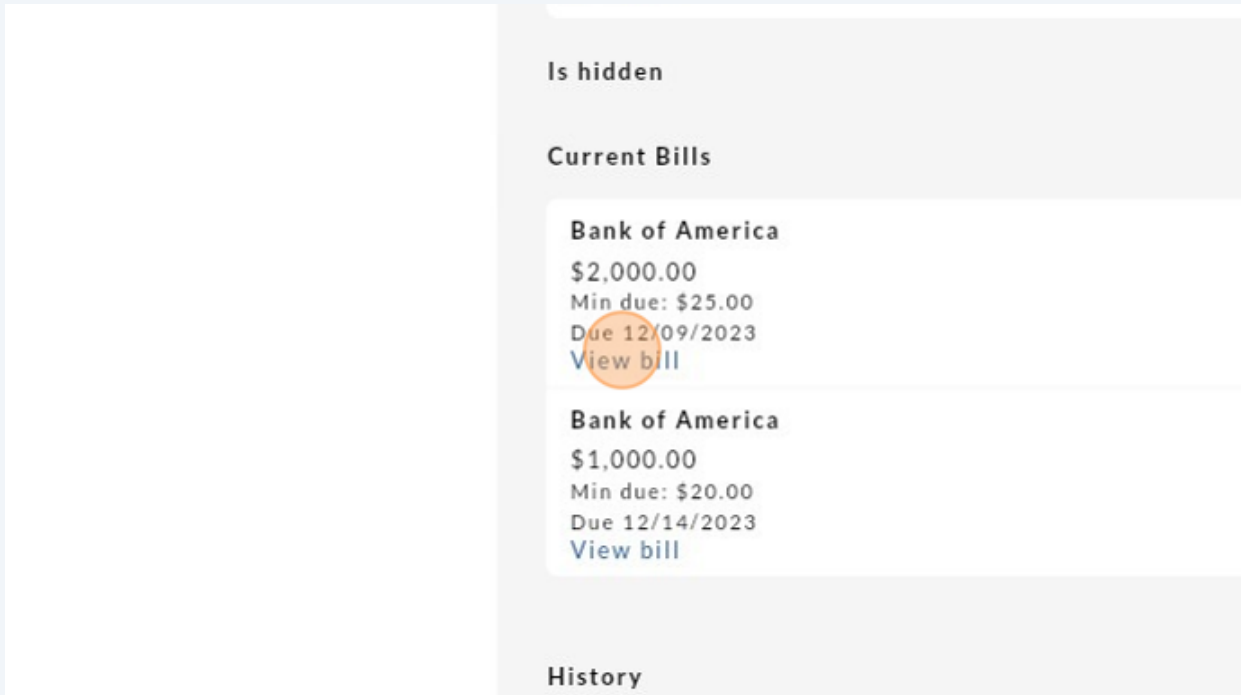 Is hidden
Current Bills
Bank of America
$2,000.00
Min due: $25.00
Due 12/09/2023
View bill
Bank of America
$1,000.00
Min due: $20.00
Due 12/14/2023
View bill
History